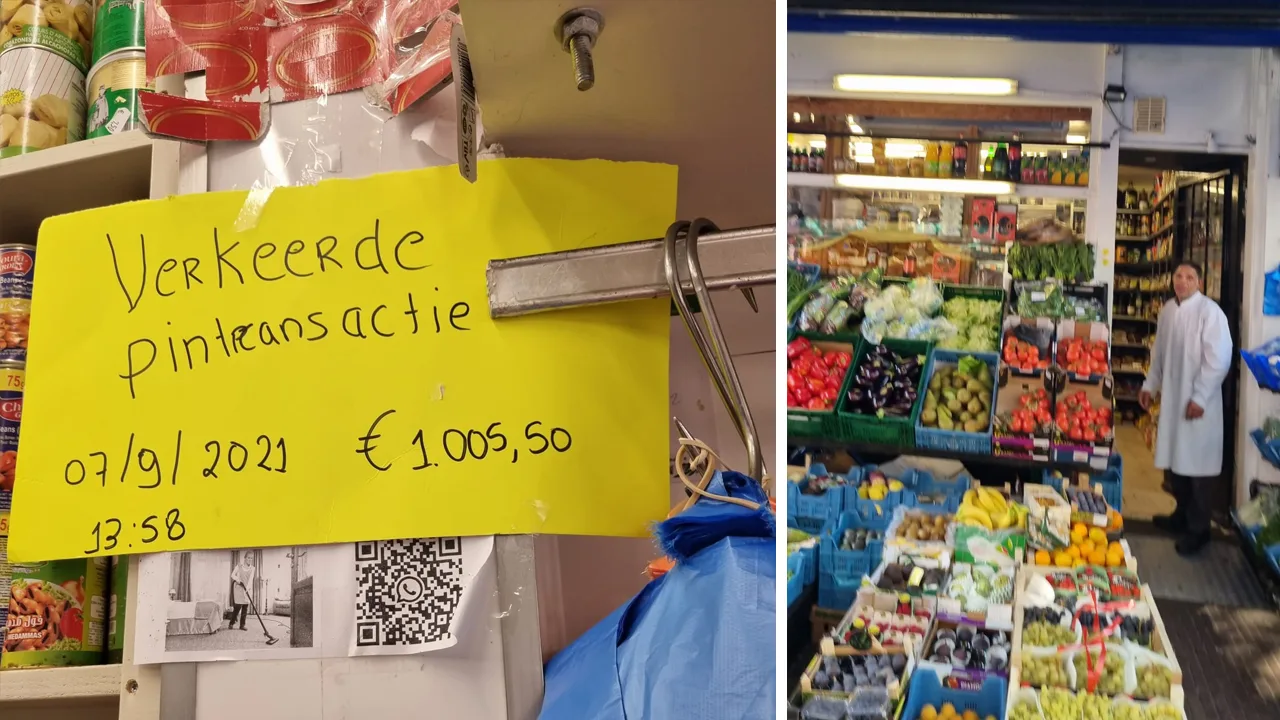 Verkeerde
pintransactie
07/9/2021 € 1.005,50
13:58